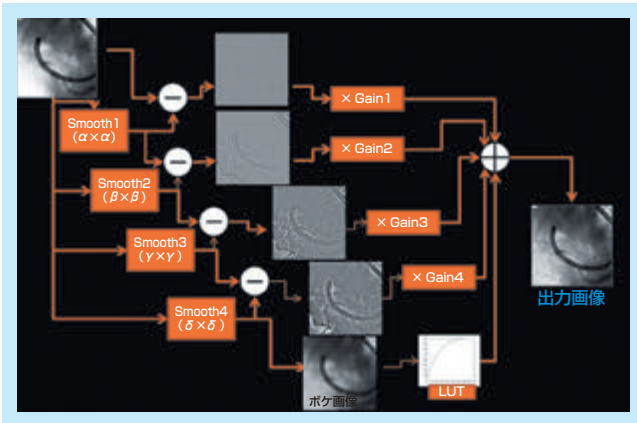 Smooth1
(α×α)
× Gain1
Smooth2
(β×β)
× Gain2
Smooth3
(γ×γ)
× Gain3
Smooth4
(δ×δ)
× Gain4
出力画像
ボケ画像
LUT